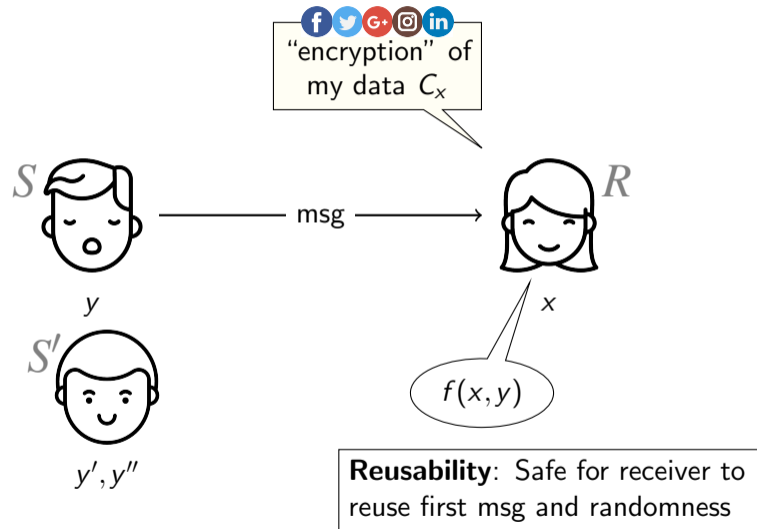 “encryption” of
my data Cₓ
S
R
msg
y
x
S′
f(x, y)
y′, y″
Reusability: Safe for receiver to
reuse first msg and randomness